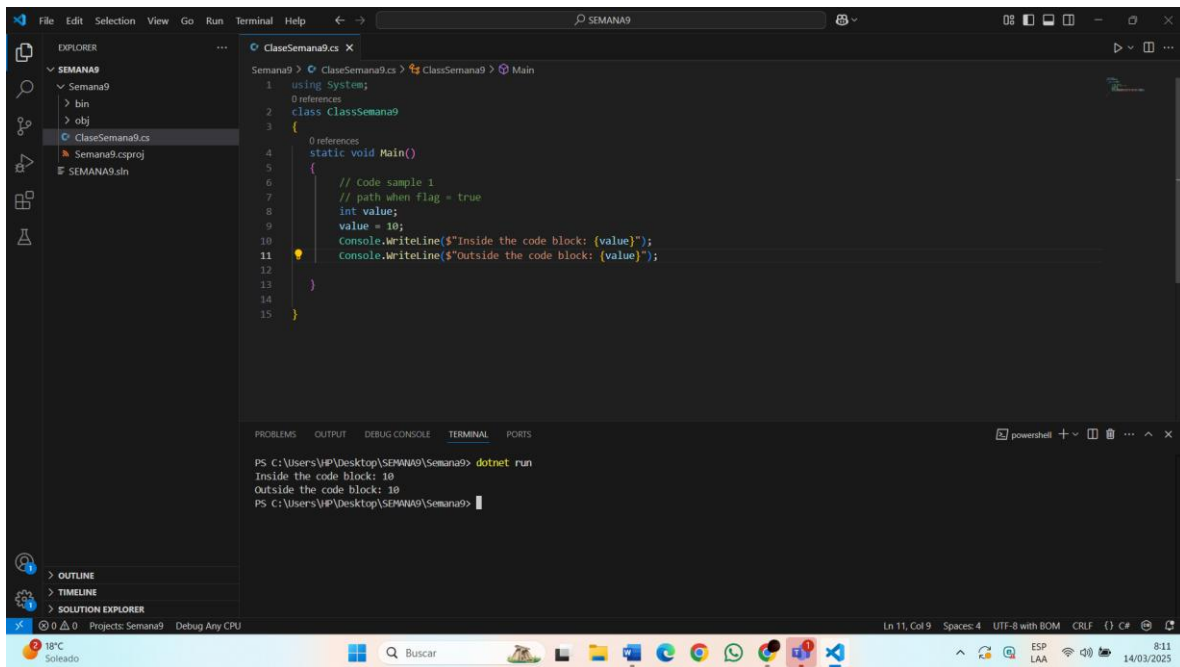 File Edit Selection View Go Run Terminal Help
SEMANA9
EXPLORER
SEMANA9
Semana9
bin
obj
ClaseSemana9.cs
Semana9.csproj
SEMANA9.sln
OUTLINE
TIMELINE
SOLUTION EXPLORER
ClaseSemana9.cs
Semana9 > ClaseSemana9.cs > ClassSemana9 > Main
1 using System;
0 references
2 class ClassSemana9
3 {
0 references
4 static void Main()
5 {
6 // Code sample 1
7 // path when flag = true
8 int value;
9 value = 10;
10 Console.WriteLine($"Inside the code block: {value}");
11 Console.WriteLine($"Outside the code block: {value}");
12
13 }
14
15 }
PROBLEMS OUTPUT DEBUG CONSOLE TERMINAL PORTS
powershell
PS C:\Users\HP\Desktop\SEMANA9\Semana9> dotnet run
Inside the code block: 10
Outside the code block: 10
PS C:\Users\HP\Desktop\SEMANA9\Semana9>
0 0 Projects: Semana9 Debug Any CPU
Ln 11, Col 9 Spaces: 4 UTF-8 with BOM CRLF {} C#
18°C
Soleado
Buscar
ESP
LAA
8:11
14/03/2025